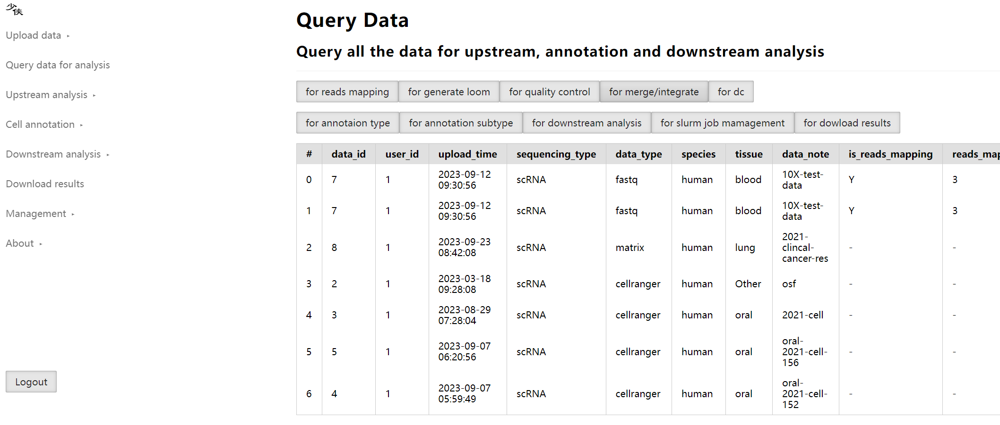 少侠
Upload data ▸
Query data for analysis
Upstream analysis ▸
Cell annotation ▸
Downstream analysis ▸
Download results
Management ▸
About ▸
Logout
Query Data
Query all the data for upstream, annotation and downstream analysis
for reads mapping for generate loom for quality control for merge/integrate for dc
for annotaion type for annotation subtype for downstream analysis for slurm job mamagement for dowload results
# data_id user_id upload_time sequencing_type data_type species tissue data_note is_reads_mapping reads_map
0 7 1 2023-09-12 09:30:56 scRNA fastq human blood 10X-test-data Y 3
1 7 1 2023-09-12 09:30:56 scRNA fastq human blood 10X-test-data Y 3
2 8 1 2023-09-23 08:42:08 scRNA matrix human lung 2021-clincal-cancer-res - -
3 2 1 2023-03-18 09:28:08 scRNA cellranger human Other osf - -
4 3 1 2023-08-29 07:28:04 scRNA cellranger human oral 2021-cell - -
5 5 1 2023-09-07 06:20:56 scRNA cellranger human oral oral-2021-cell-156 - -
6 4 1 2023-09-07 05:59:49 scRNA cellranger human oral oral-2021-cell-152 - -